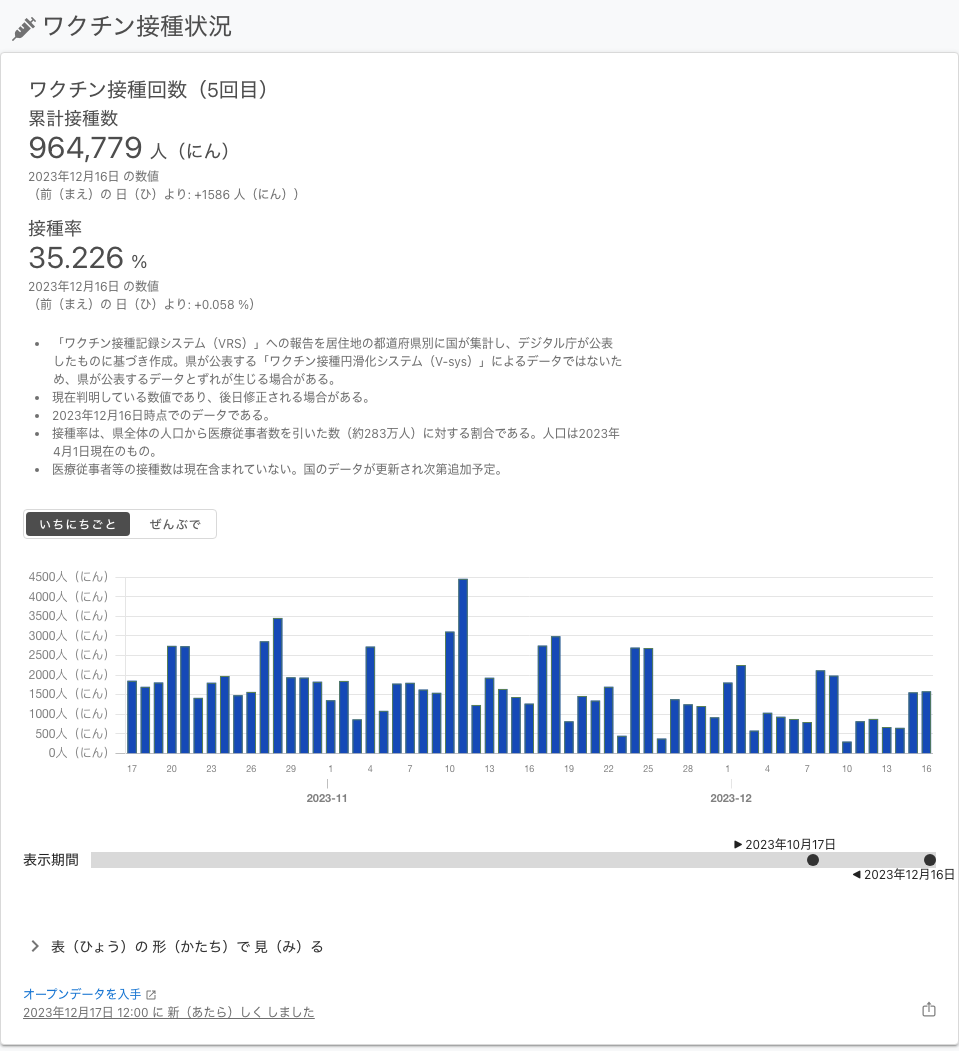 ワクチン接種状況
ワクチン接種回数（5回目）
累計接種数
964,779 人（にん）
2023年12月16日 の数値
（前（まえ）の 日（ひ）より: +1586 人（にん））
接種率
35.226 %
2023年12月16日 の数値
（前（まえ）の 日（ひ）より: +0.058 %）
• 「ワクチン接種記録システム（VRS）」への報告を居住地の都道府県別に国が集計し、デジタル庁が公表
したものに基づき作成。県が公表する「ワクチン接種円滑化システム（V-sys）」によるデータではないた
め、県が公表するデータとずれが生じる場合がある。
• 現在判明している数値であり、後日修正される場合がある。
• 2023年12月16日時点でのデータである。
• 接種率は、県全体の人口から医療従事者数を引いた数（約283万人）に対する割合である。人口は2023年
4月1日現在のもの。
• 医療従事者等の接種数は現在含まれていない。国のデータが更新され次第追加予定。
いちにちごと ぜんぶで
4500人（にん）
4000人（にん）
3500人（にん）
3000人（にん）
2500人（にん）
2000人（にん）
1500人（にん）
1000人（にん）
500人（にん）
0人（にん）
17 20 23 26 29 1 4 7 10 13 16 19 22 25 28 1 4 7 10 13 16
2023-11 2023-12
▶ 2023年10月17日
表示期間
◀ 2023年12月16日
表（ひょう）の 形（かたち）で 見（み）る
オープンデータを入手
2023年12月17日 12:00 に 新（あたら）しく しました